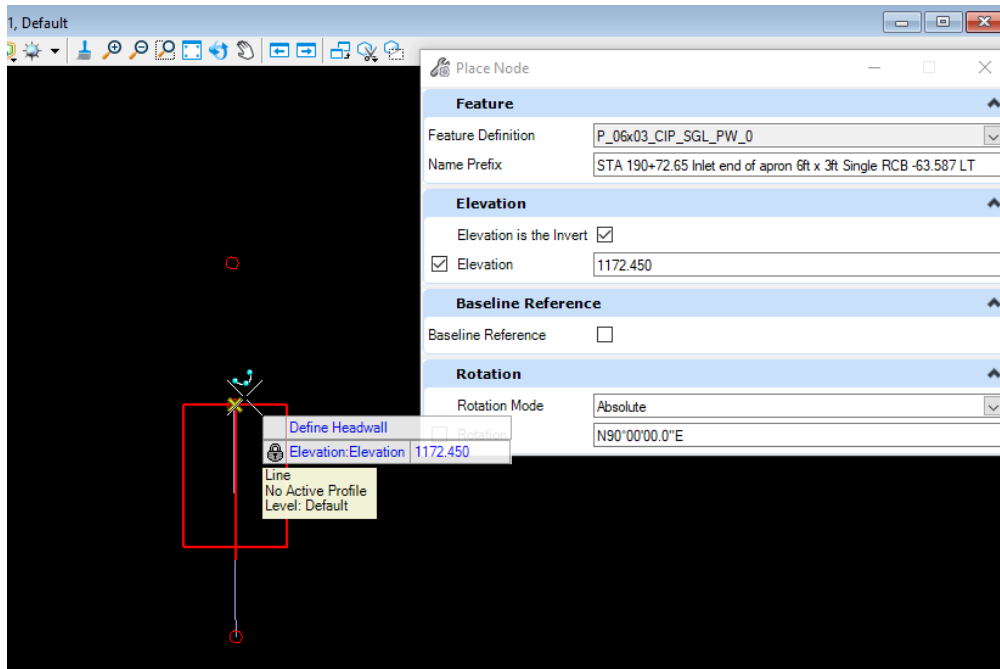 1, Default
Place Node
Feature
Feature Definition P_06x03_CIP_SGL_PW_0
Name Prefix STA 190+72.65 Inlet end of apron 6ft x 3ft Single RCB -63.587 LT
Elevation
Elevation is the Invert
Elevation 1172.450
Baseline Reference
Baseline Reference
Rotation
Rotation Mode Absolute
Rotation N90°00'00.0"E
Define Headwall
Elevation:Elevation 1172.450
Line
No Active Profile
Level: Default